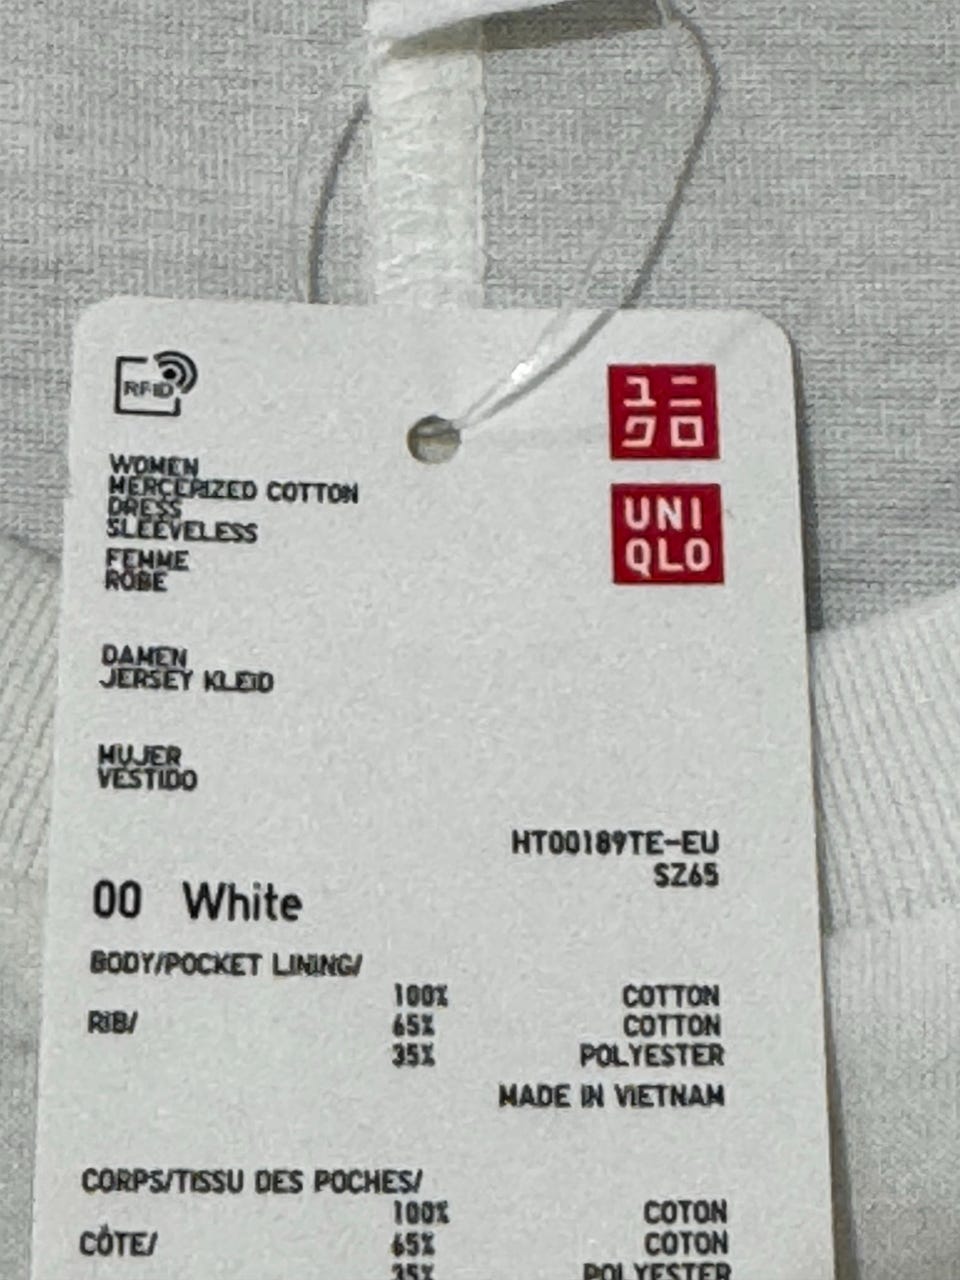 RFID
ユニ
クロ
UNI
QLO
WOMEN
MERCERIZED COTTON
DRESS
SLEEVELESS
FEMME
ROBE
DAMEN
JERSEY KLEID
MUJER
VESTIDO
HT00189TE-EU
SZ65
00 White
BODY/POCKET LINING/
100% COTTON
RIB/ 65% COTTON
35% POLYESTER
MADE IN VIETNAM
CORPS/TISSU DES POCHES/
100% COTON
CÔTE/ 65% COTON
35% POLYESTER